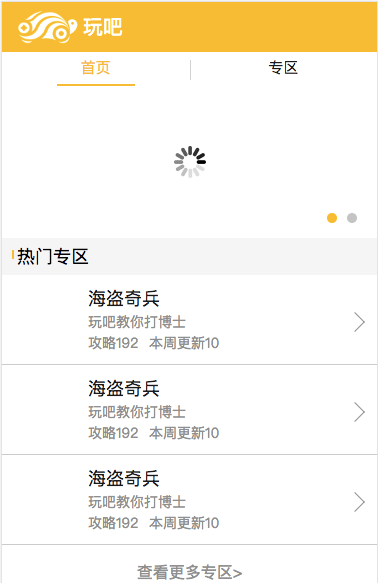 玩吧
首页 专区
热门专区
海盗奇兵
玩吧教你打博士
攻略192 本周更新10
海盗奇兵
玩吧教你打博士
攻略192 本周更新10
海盗奇兵
玩吧教你打博士
攻略192 本周更新10
查看更多专区>